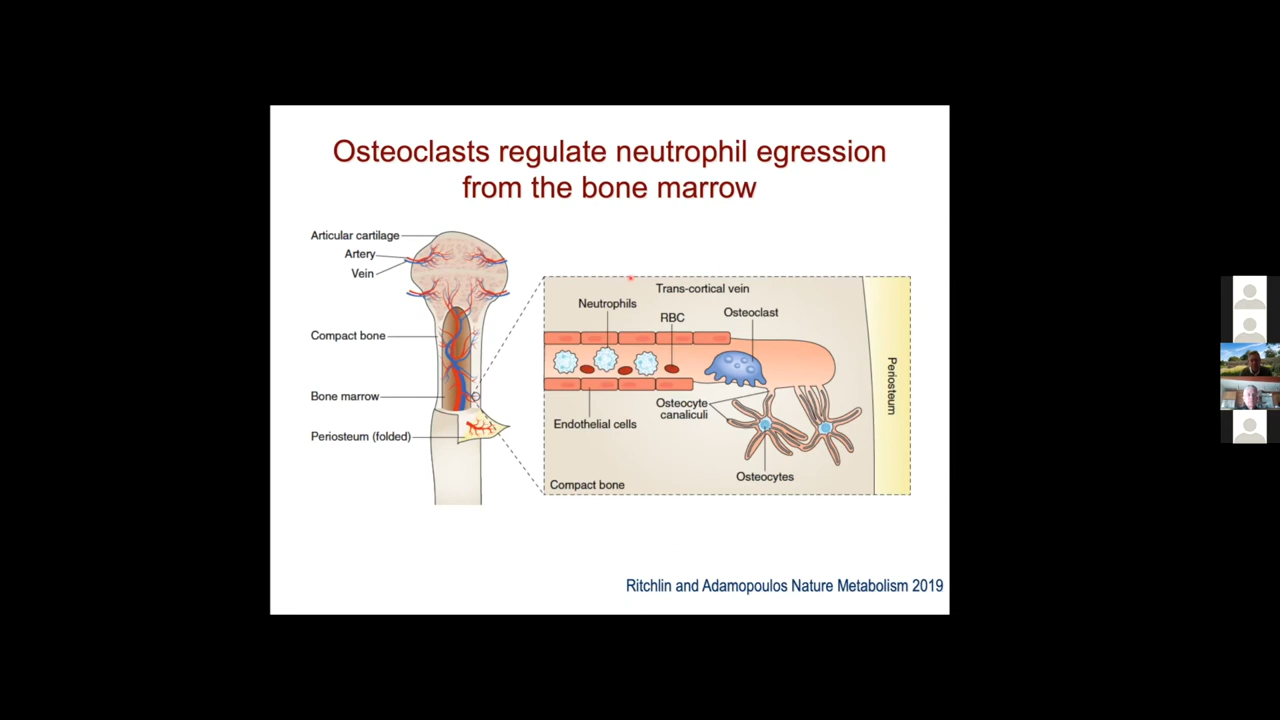 Osteoclasts regulate neutrophil egression
from the bone marrow
Articular cartilage
Artery
Vein
Compact bone
Bone marrow
Periosteum (folded)
Trans-cortical vein
Neutrophils
RBC
Osteoclast
Osteocyte
canaliculi
Endothelial cells
Osteocytes
Compact bone
Periosteum
Ritchlin and Adamopoulos Nature Metabolism 2019